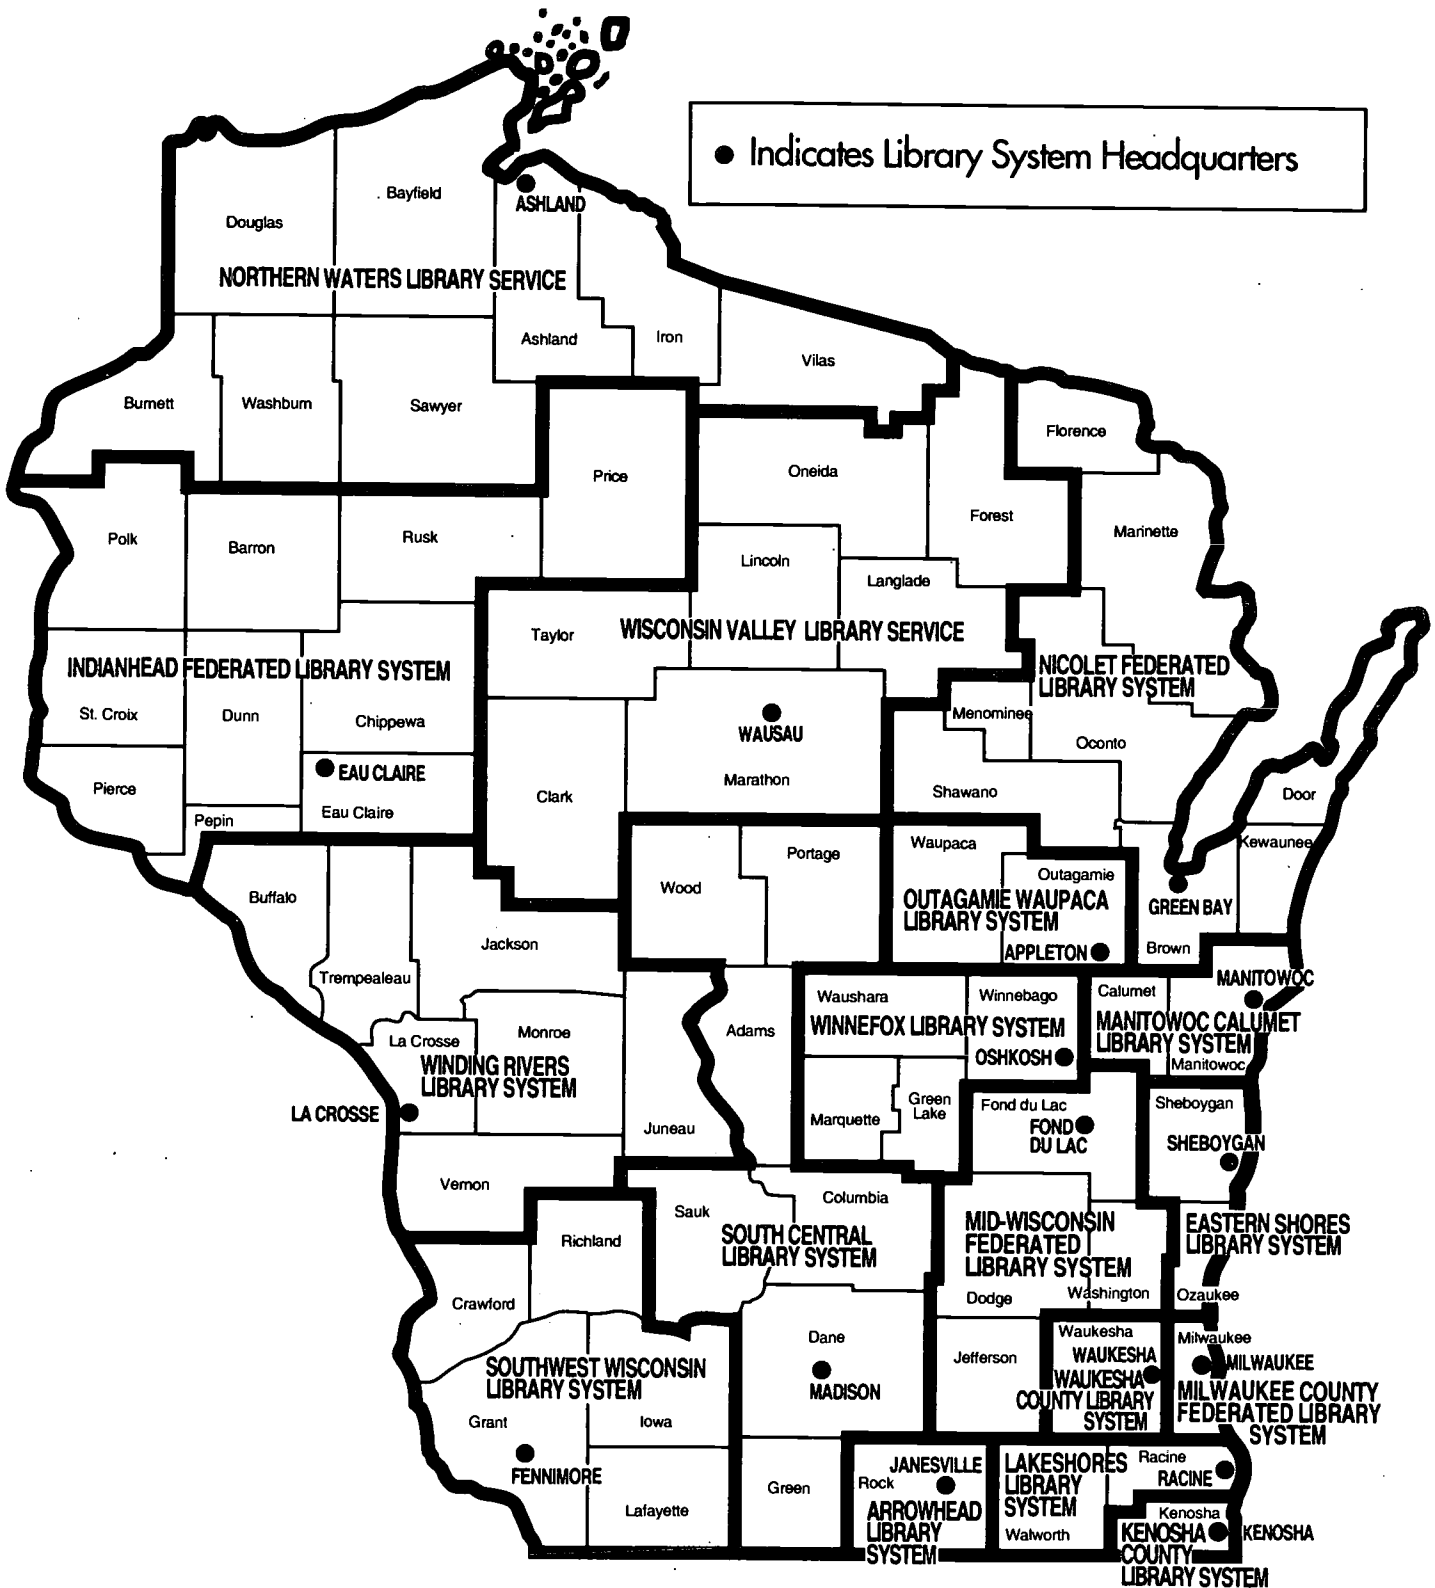 ● Indicates Library System Headquarters
Bayfield
ASHLAND
Douglas
NORTHERN WATERS LIBRARY SERVICE
Ashland
Iron
Vilas
Burnett
Washburn
Sawyer
Florence
Price
Oneida
Forest
Marinette
Polk
Barron
Rusk
Lincoln
Langlade
Taylor
WISCONSIN VALLEY LIBRARY SERVICE
INDIANHEAD FEDERATED LIBRARY SYSTEM
NICOLET FEDERATED
LIBRARY SYSTEM
St. Croix
Dunn
Chippewa
WAUSAU
Menominee
Oconto
EAU CLAIRE
Marathon
Pierce
Clark
Shawano
Door
Pepin
Eau Claire
Waupaca
Kewaunee
Portage
Wood
Outagamie
Buffalo
OUTAGAMIE WAUPACA
LIBRARY SYSTEM
GREEN BAY
Jackson
APPLETON
Brown
Trempealeau
MANITOWOC
Waushara
Winnebago
Calumet
Adams
WINNEFOX LIBRARY SYSTEM
MANITOWOC CALUMET
LIBRARY SYSTEM
La Crosse
Monroe
OSHKOSH
Manitowoc
WINDING RIVERS
LIBRARY SYSTEM
LA CROSSE
Juneau
Marquette
Green
Lake
Fond du Lac
FOND
DU LAC
Sheboygan
SHEBOYGAN
Vernon
Columbia
Sauk
Richland
SOUTH CENTRAL
LIBRARY SYSTEM
MID-WISCONSIN
FEDERATED
LIBRARY SYSTEM
EASTERN SHORES
LIBRARY SYSTEM
Crawford
Dodge
Washington
Ozaukee
Dane
Waukesha
Milwaukee
Jefferson
WAUKESHA
MILWAUKEE
SOUTHWEST WISCONSIN
LIBRARY SYSTEM
MADISON
WAUKESHA
COUNTY LIBRARY
SYSTEM
MILWAUKEE COUNTY
FEDERATED LIBRARY
SYSTEM
Grant
Iowa
FENNIMORE
Lafayette
Green
JANESVILLE
Rock
ARROWHEAD
LIBRARY
SYSTEM
LAKESHORES
LIBRARY
SYSTEM
Walworth
Racine
RACINE
Kenosha
KENOSHA
KENOSHA
COUNTY
LIBRARY SYSTEM